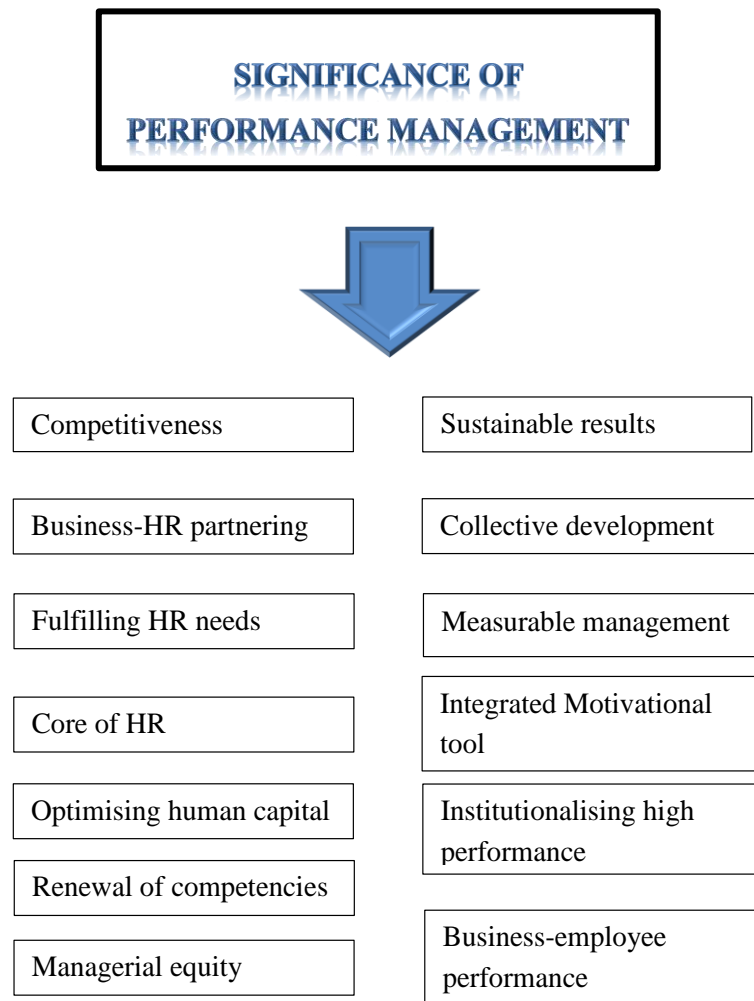 SIGNIFICANCE OF
PERFORMANCE MANAGEMENT
Competitiveness
Business-HR partnering
Fulfilling HR needs
Core of HR
Optimising human capital
Renewal of competencies
Managerial equity
Sustainable results
Collective development
Measurable management
Integrated Motivational
tool
Institutionalising high
performance
Business-employee
performance